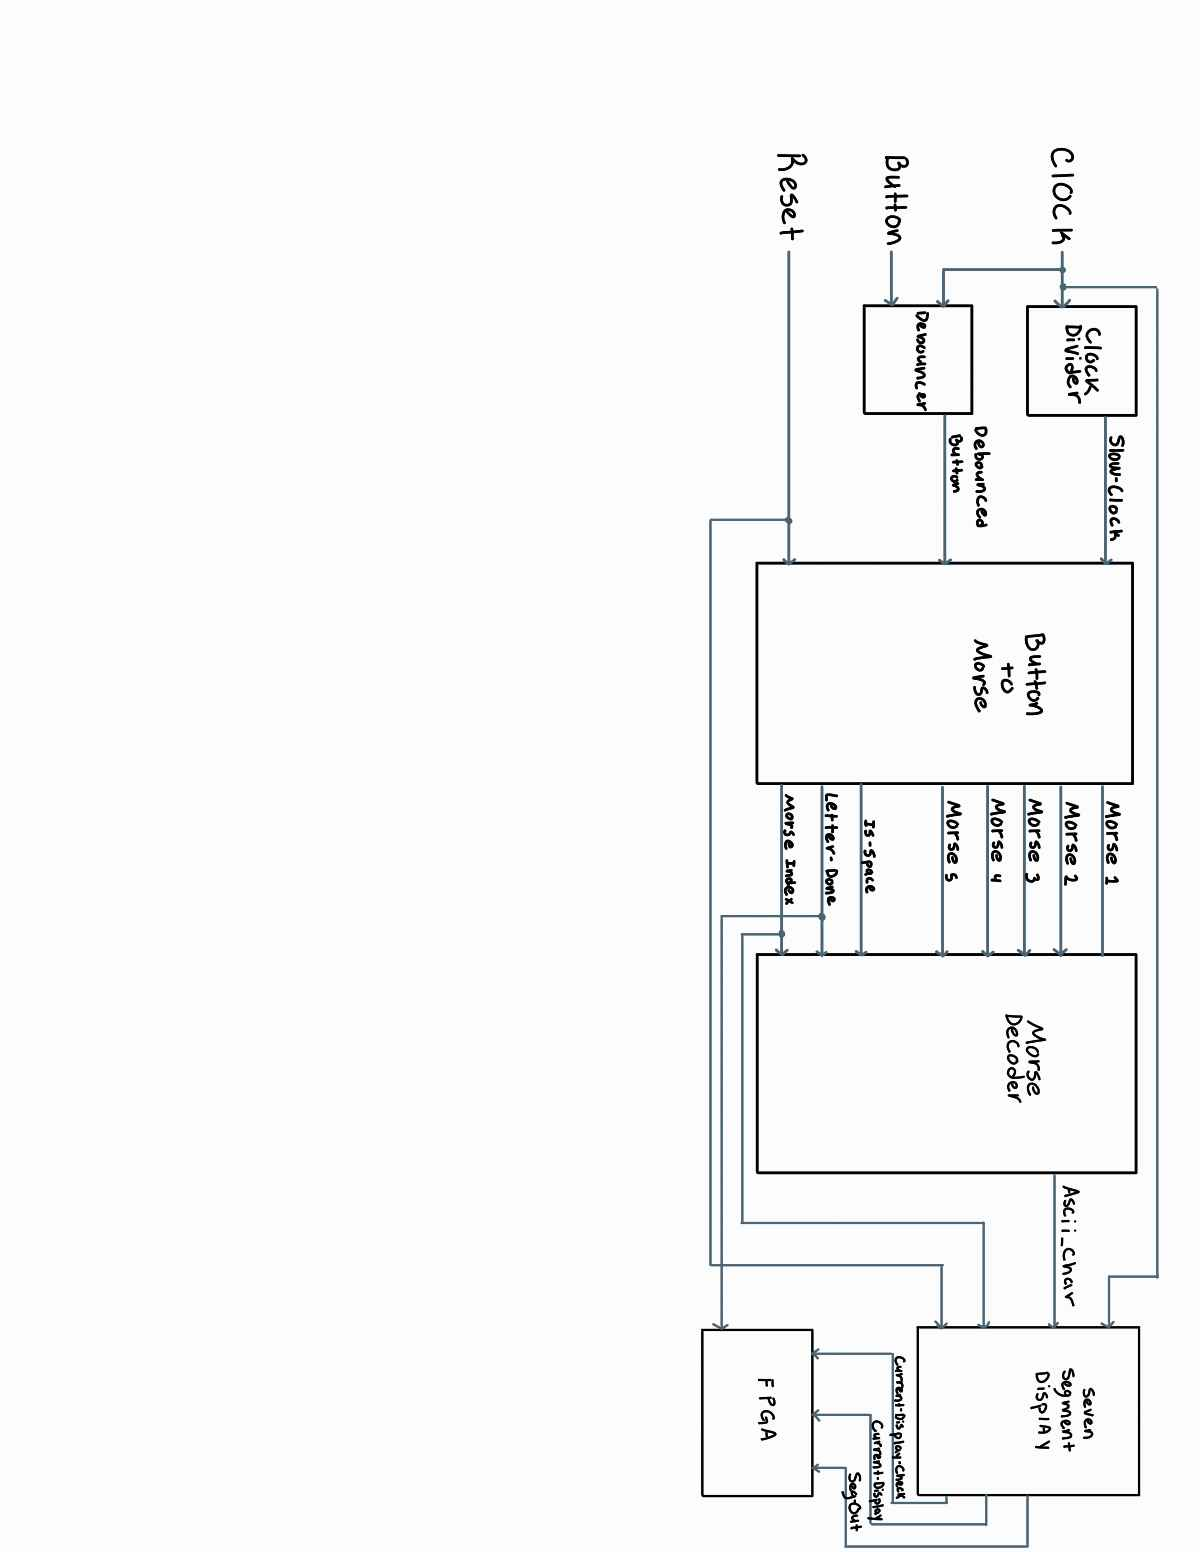 Clock
Button
Reset
Clock
Divider
Debouncer
Slow-Clock
Debounced
Button
Button
to
Morse
Morse 1
Morse 2
Morse 3
Morse 4
Morse 5
Is-Space
Letter-Done
Morse Index
Morse
Decoder
Ascii_Char
Seven
Segment
Display
Current-Display-Check
Current-Display
Seg-Out
FPGA